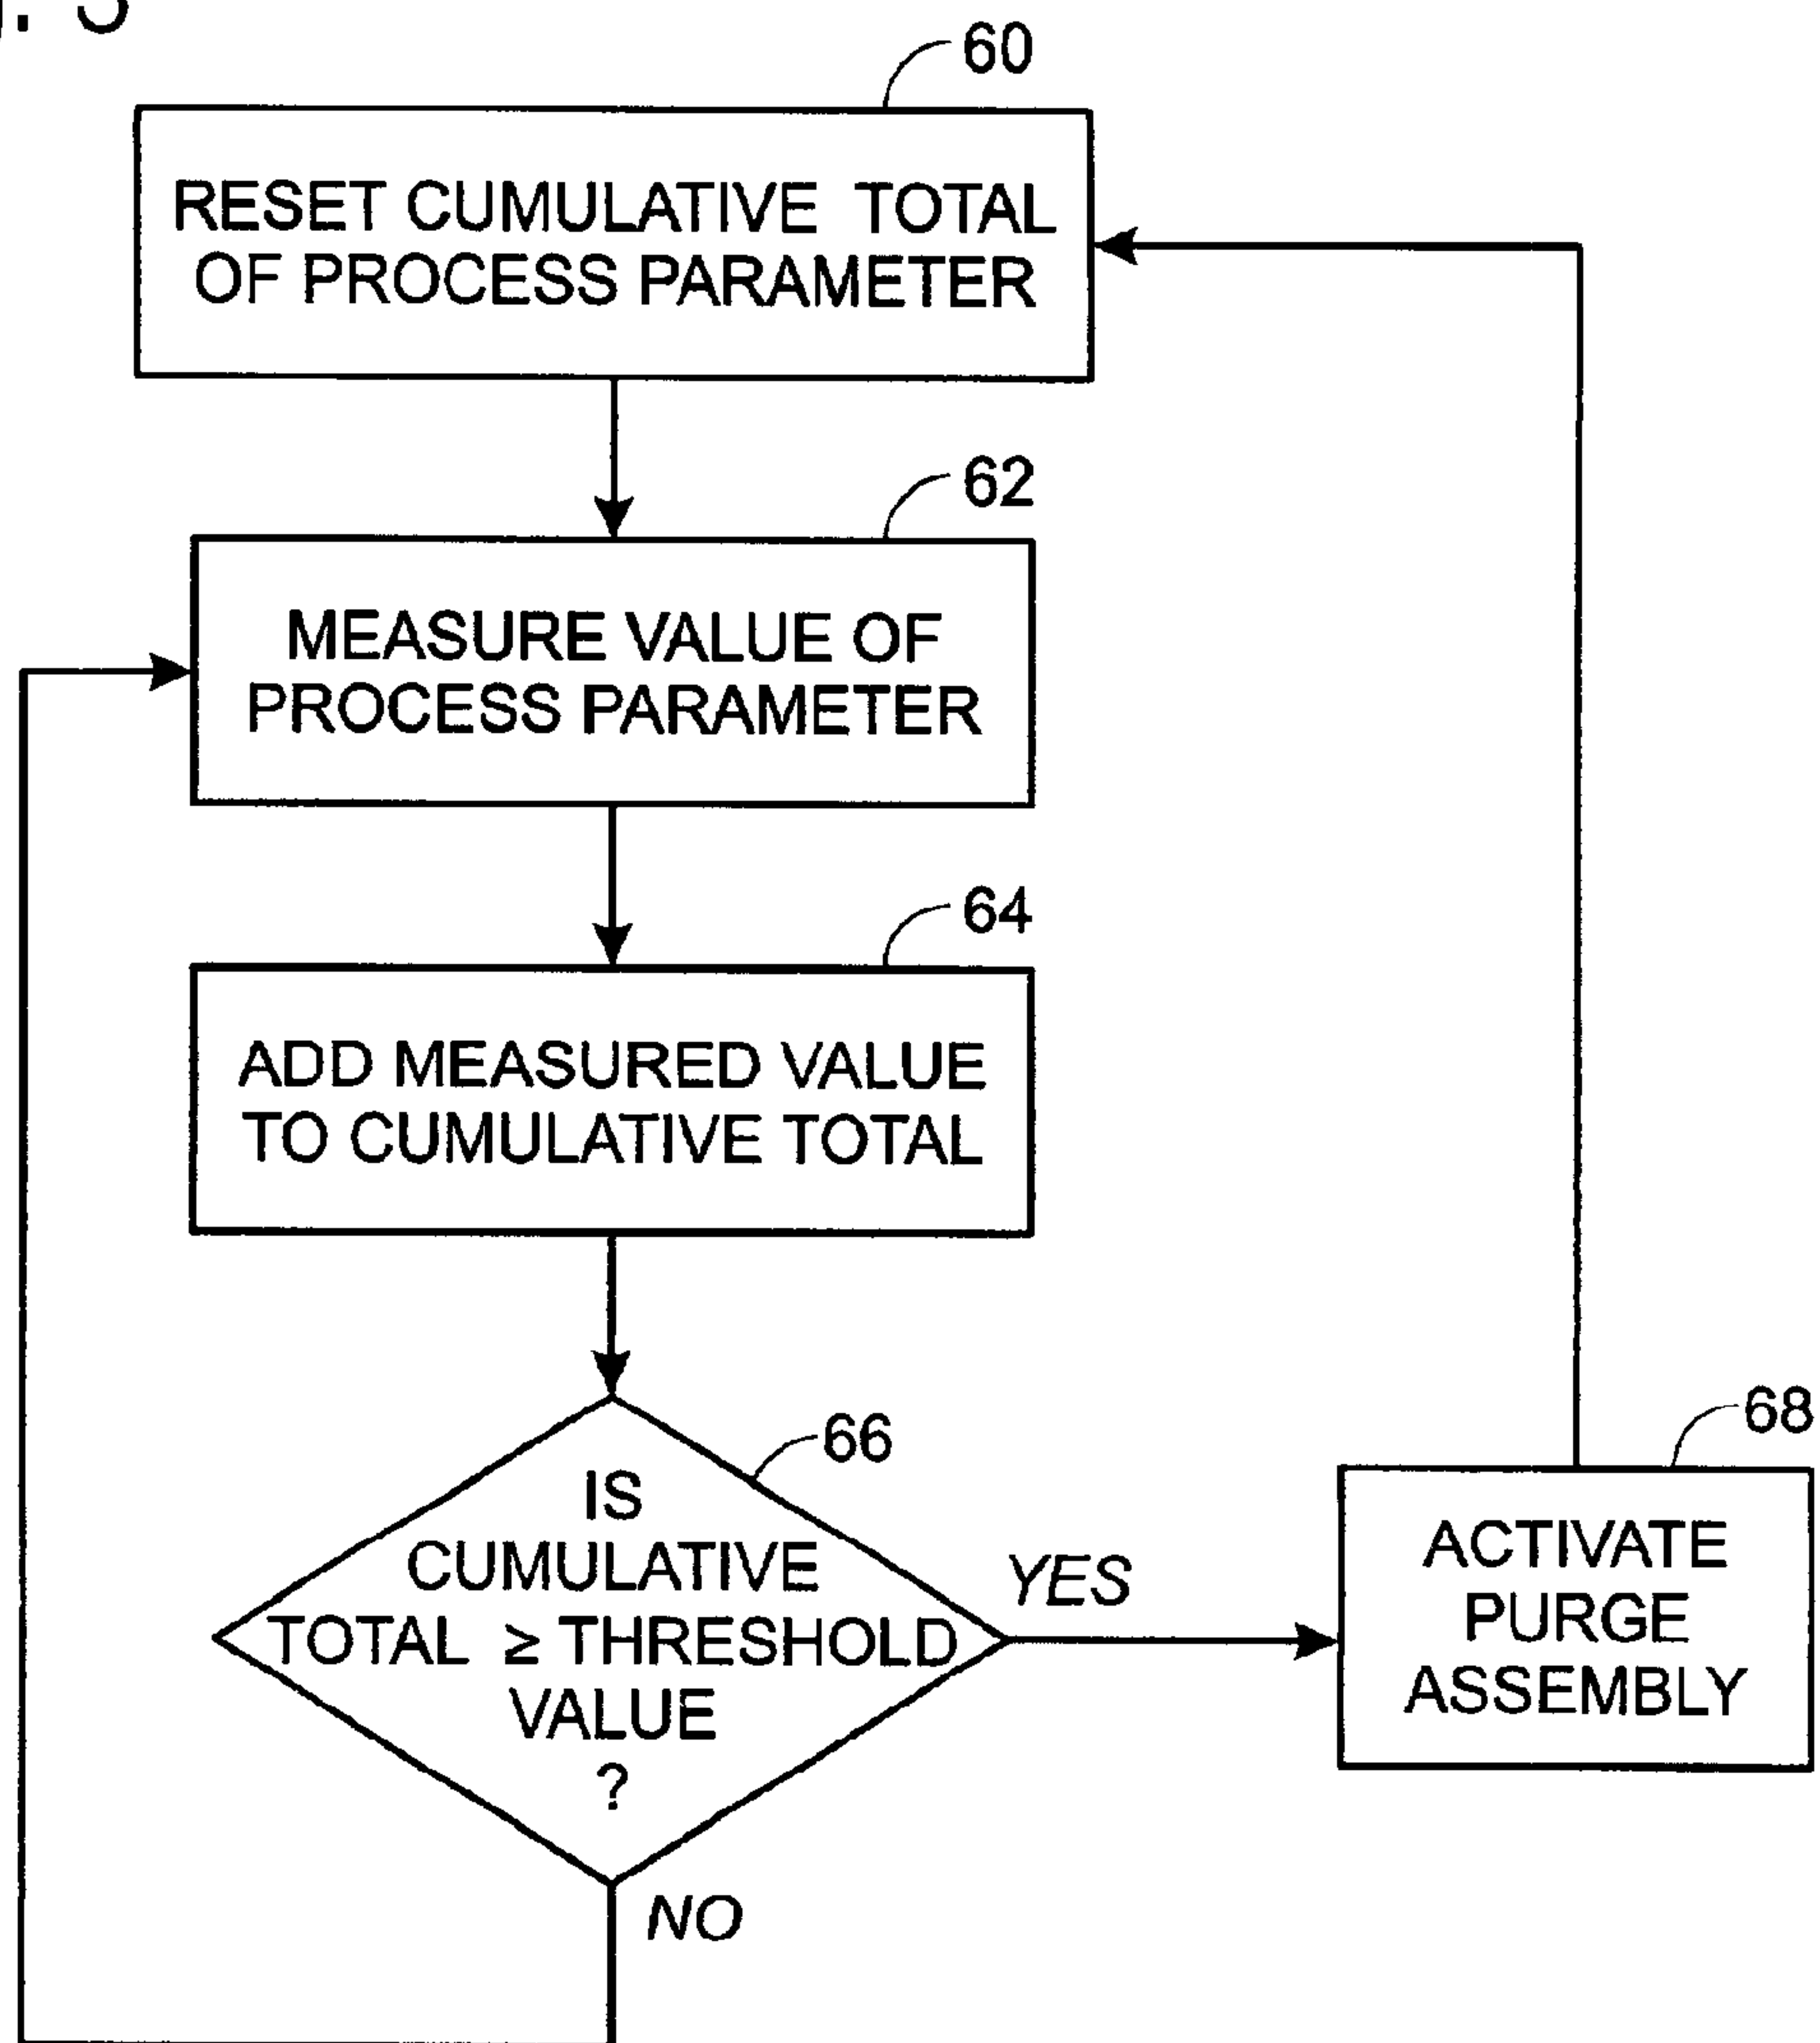 60
RESET CUMULATIVE TOTAL
OF PROCESS PARAMETER
62
MEASURE VALUE OF
PROCESS PARAMETER
64
ADD MEASURED VALUE
TO CUMULATIVE TOTAL
66
IS
CUMULATIVE
TOTAL ≥ THRESHOLD
VALUE
?
YES
NO
68
ACTIVATE
PURGE
ASSEMBLY